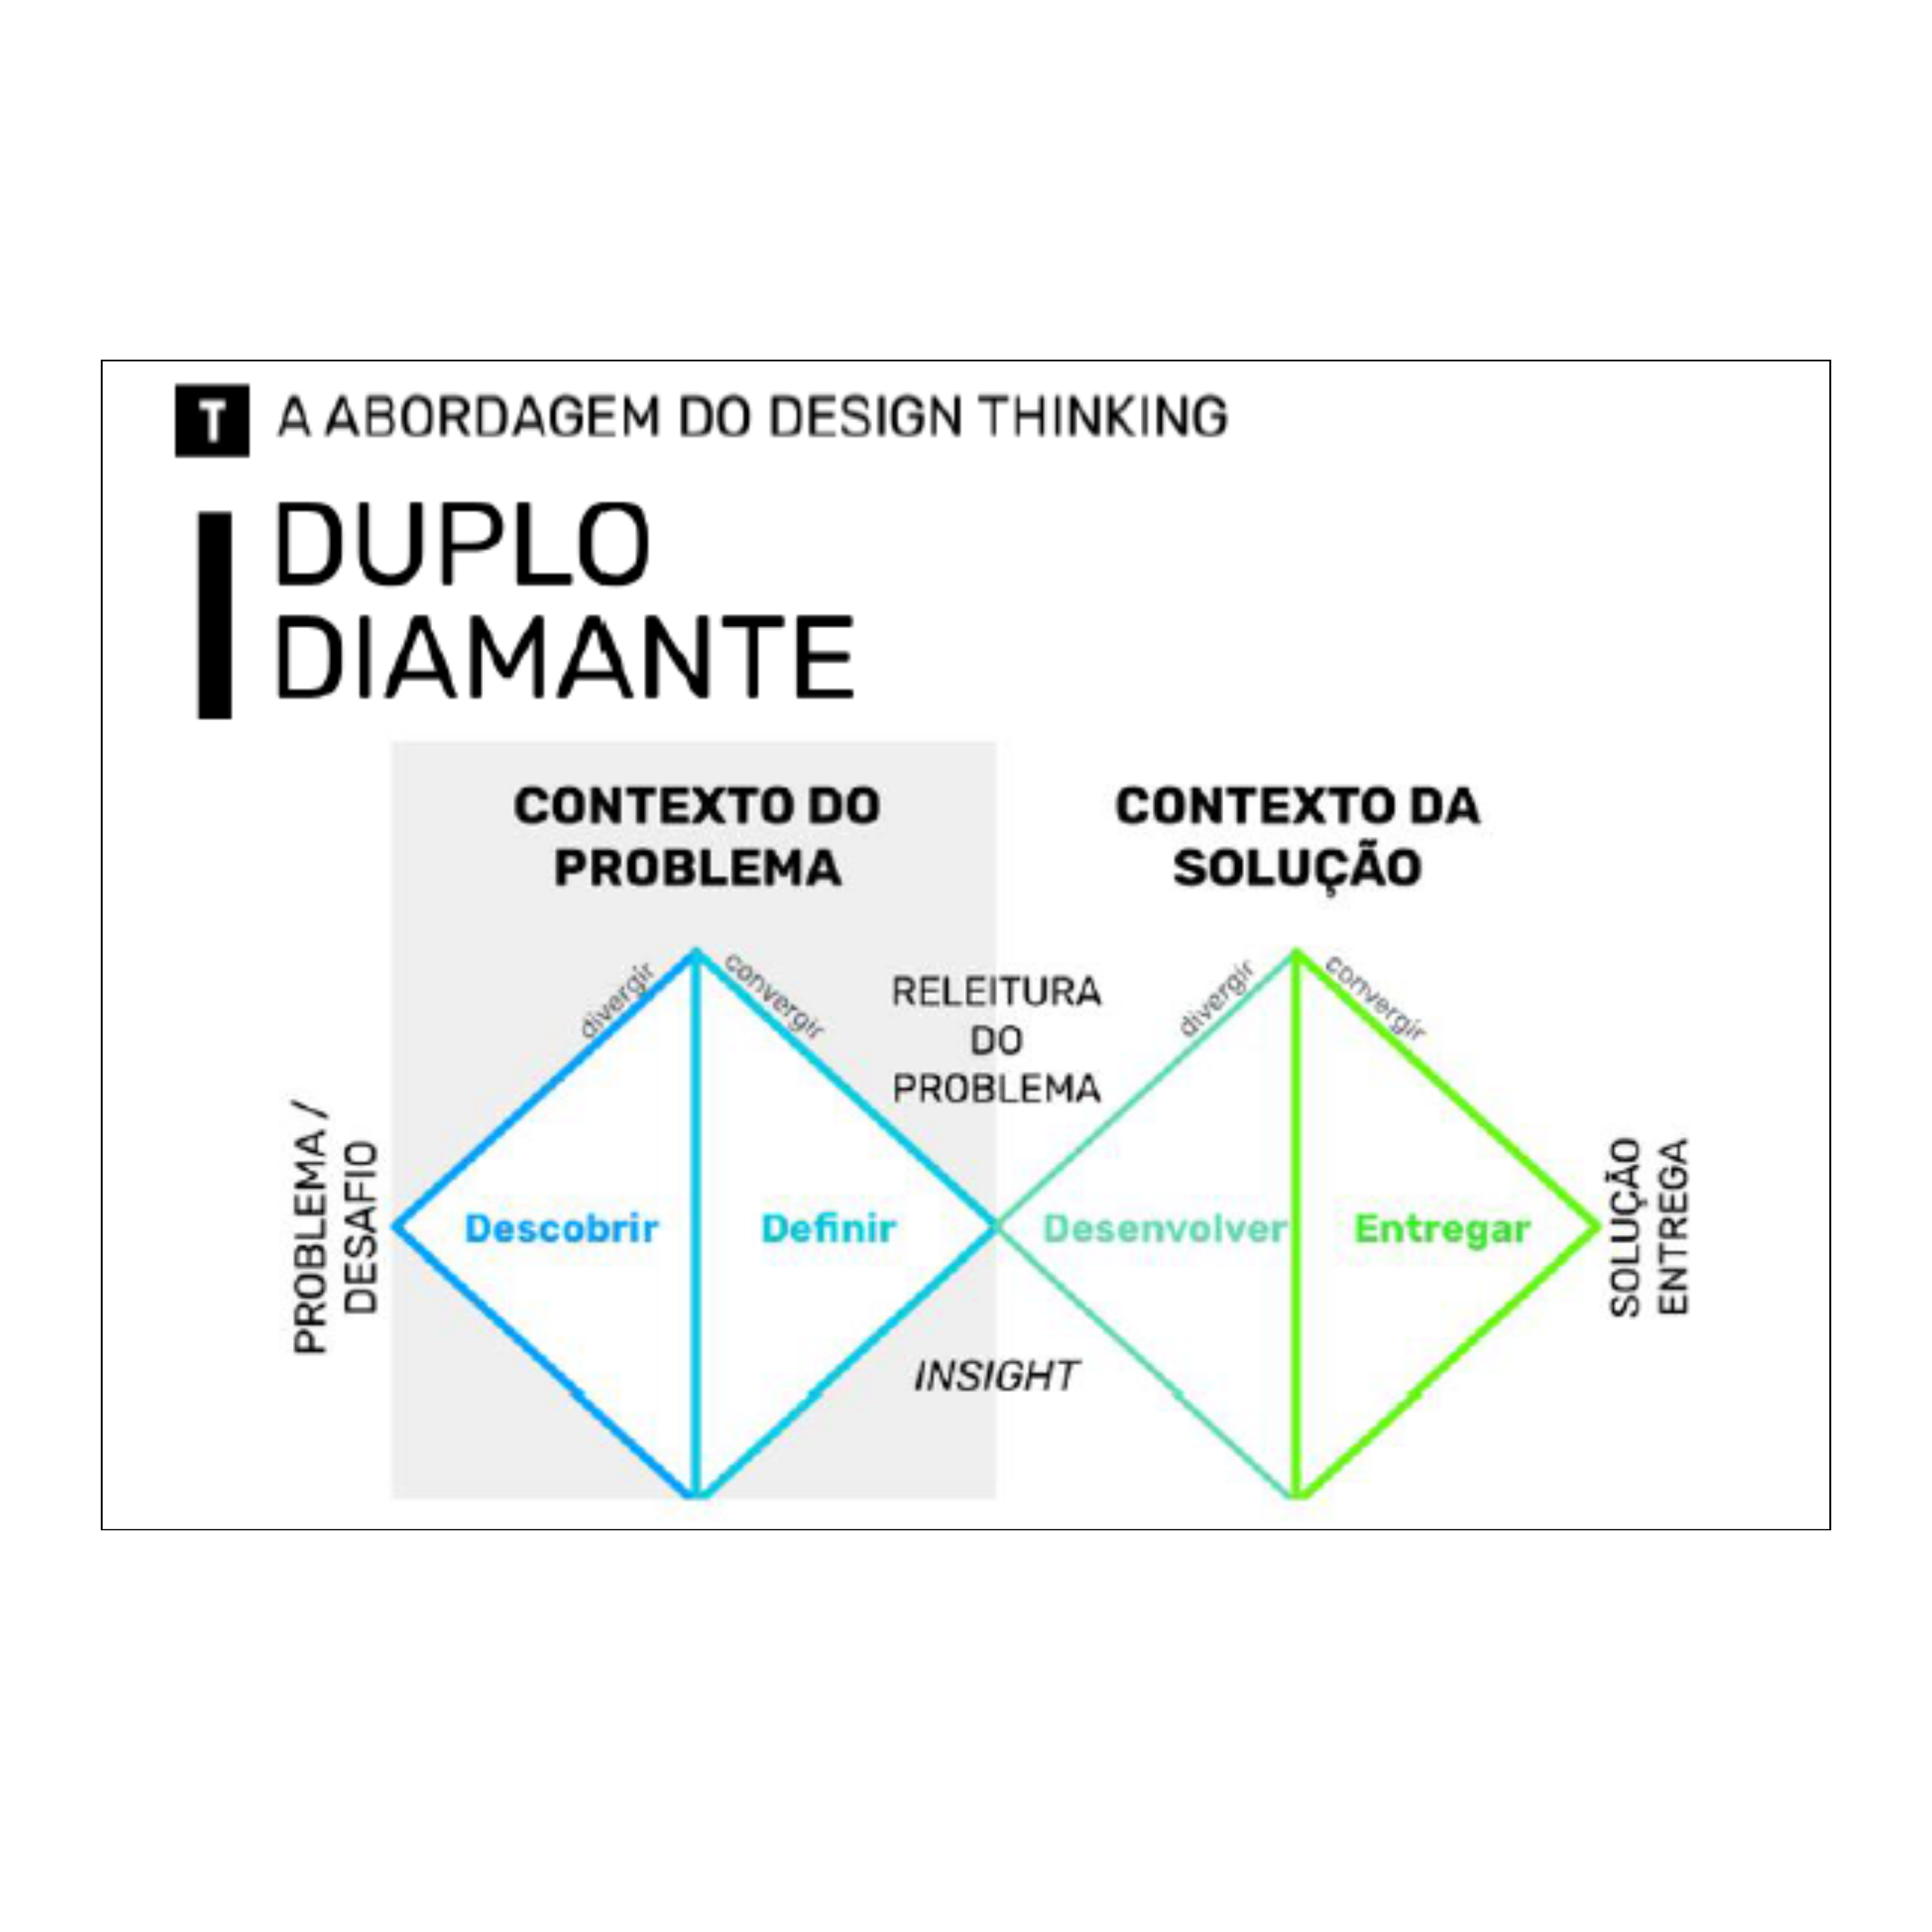 T
A ABORDAGEM DO DESIGN THINKING
DUPLO
DIAMANTE
CONTEXTO DO
PROBLEMA
CONTEXTO DA
SOLUÇÃO
divergir
convergir
RELEITURA
DO
PROBLEMA
divergir
convergir
PROBLEMA /
DESAFIO
Descobrir
Definir
Desenvolver
Entregar
SOLUÇÃO
ENTREGA
INSIGHT